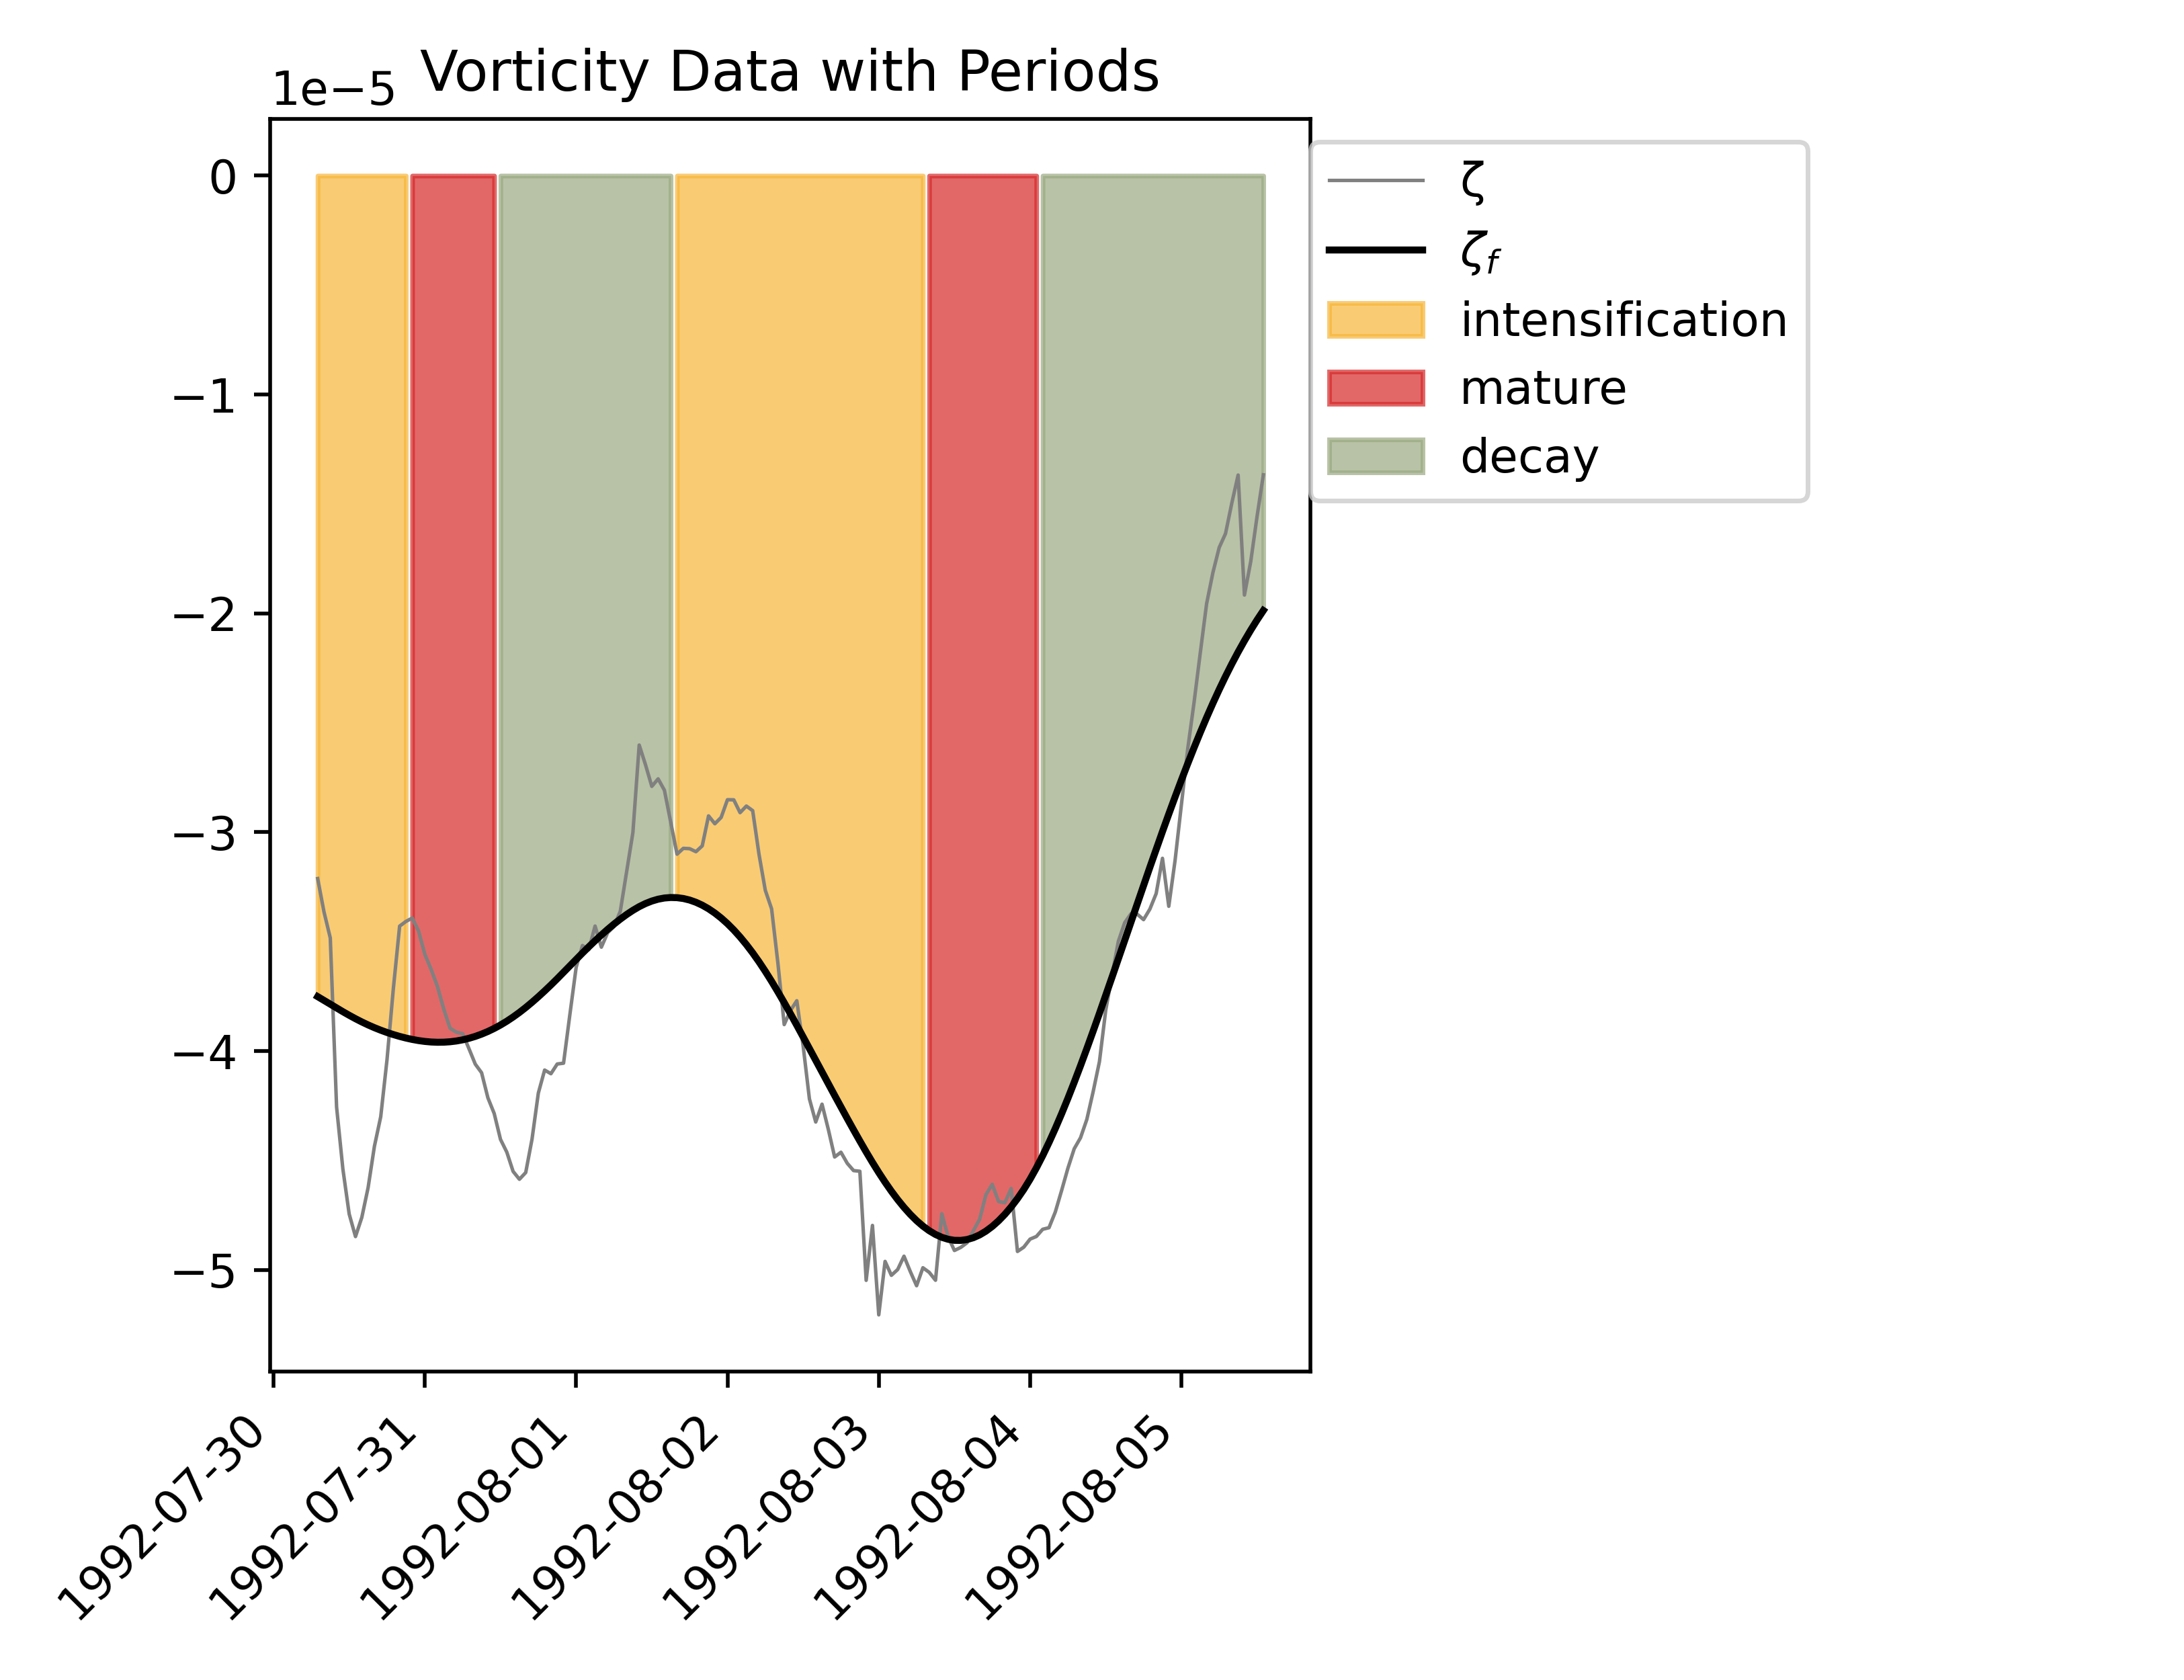 Vorticity Data with Periods
1e−5
0
−1
−2
−3
−4
−5
1992-07-30
1992-07-31
1992-08-01
1992-08-02
1992-08-03
1992-08-04
1992-08-05
ζ
ζf
intensification
mature
decay